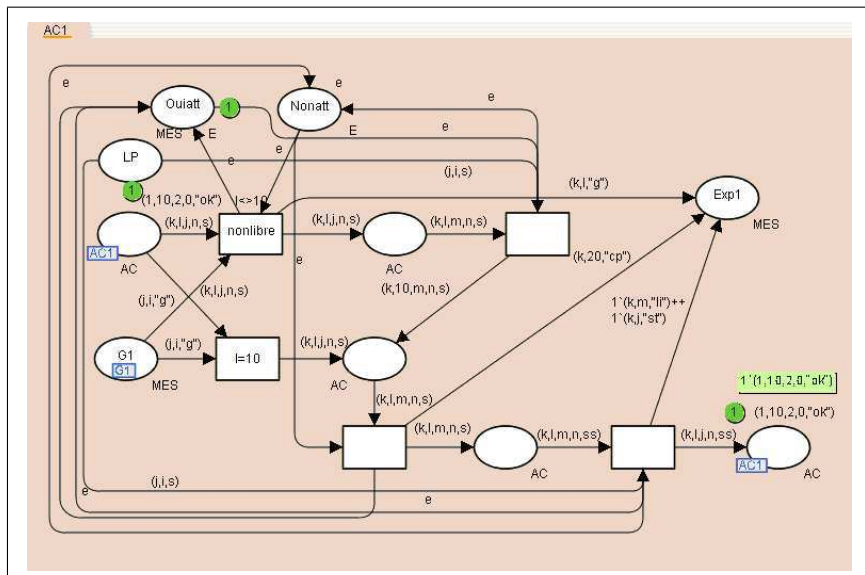 AC1
e
e
e
Ouiatt
1
Nonatt
MES
E
E
e
e
LP
e
(j,i,s)
1
(1,10,2,0,"ok")
l<>10
(k,l,"g")
Exp1
MES
(k,l,j,n,s)
nonlibre
(k,l,j,n,s)
(k,l,m,n,s)
AC1
AC
AC
(k,20,"cp")
e
(j,i,"g")
(k,l,j,n,s)
(k,10,m,n,s)
1`(k,m,"li")++
1`(k,j,"st")
G1
G1
(j,i,"g")
l=10
(k,l,j,n,s)
MES
AC
1`(1,10,2,0,"ok")
(k,l,m,n,s)
1
(1,10,2,0,"ok")
(k,l,m,n,s)
(k,l,m,n,ss)
(k,l,j,n,ss)
AC
AC1
AC
(j,i,s)
e
e